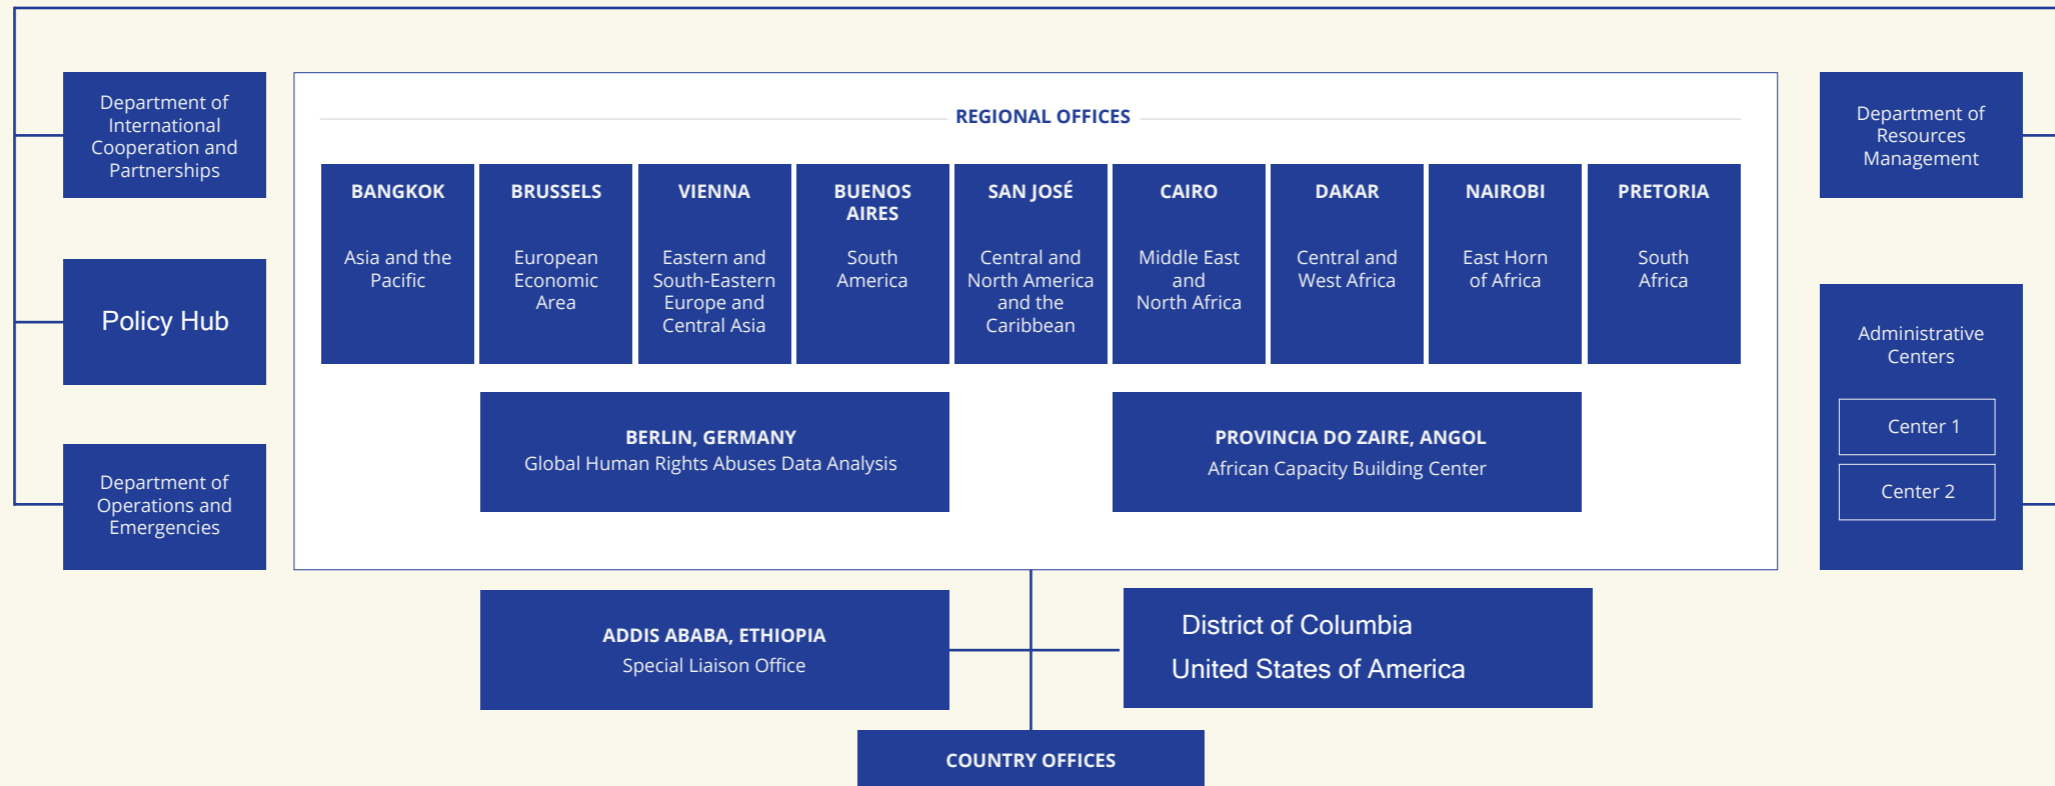 Department of
International
Cooperation and
Partnerships
Policy Hub
Department of
Operations and
Emergencies
REGIONAL OFFICES
BANGKOK
Asia and the
Pacific
BRUSSELS
European
Economic
Area
VIENNA
Eastern and
South-Eastern
Europe and
Central Asia
BUENOS
AIRES
South
America
SAN JOSÉ
Central and
North America
and the
Caribbean
CAIRO
Middle East
and
North Africa
DAKAR
Central and
West Africa
NAIROBI
East Horn
of Africa
PRETORIA
South
Africa
BERLIN, GERMANY
Global Human Rights Abuses Data Analysis
PROVINCIA DO ZAIRE, ANGOL
African Capacity Building Center
Department of
Resources
Management
Administrative
Centers
Center 1
Center 2
ADDIS ABABA, ETHIOPIA
Special Liaison Office
District of Columbia
United States of America
COUNTRY OFFICES